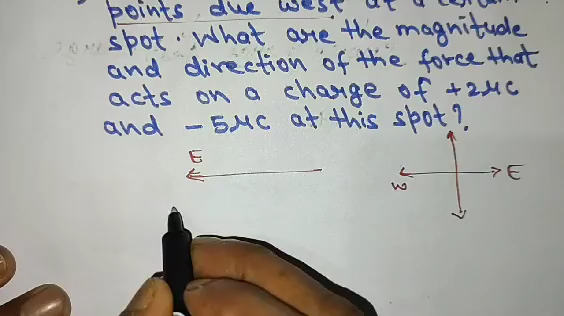 points due west at a
spot. What are the magnitude
and direction of the force that
acts on a charge of +2μC
and -5μC at this spot?
E
E
W